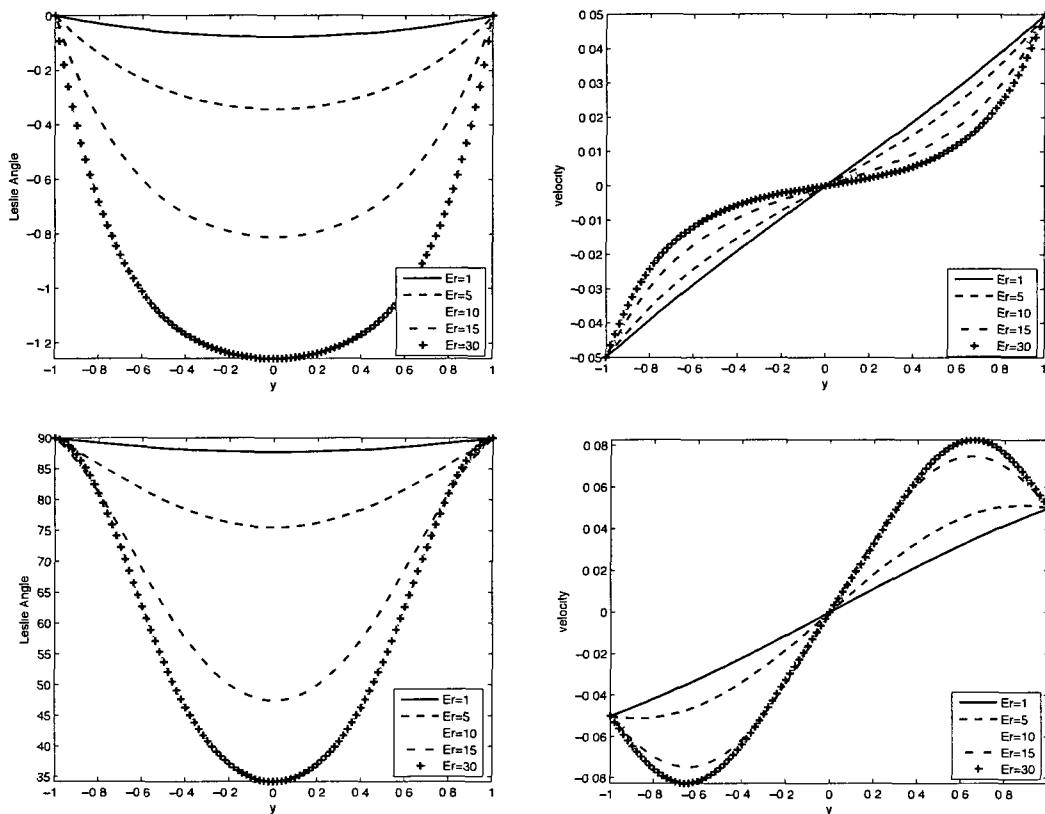 0
-0 2
-0 4
-0 6
-0 8
-1
-1 2
Leslie Angle
Er=1
Er=5
Er=10
Er=15
Er=30
-1 -0 8 -0 6 -0 4 -0 2 0 0 2 0 4 0 6 0 8 1
y
0 05
0 04
0 03
0 02
0 01
0
-0 01
-0 02
-0 03
-0 04
-0 05
velocity
Er=1
Er=5
Er=10
Er=15
Er=30
-1 -0 8 -0 6 -0 4 -0 2 0 0 2 0 4 0 6 0 8 1
y
90
85
80
75
70
65
60
55
50
45
40
35
Leslie Angle
Er=1
Er=5
Er=10
Er=15
Er=30
-1 -0 8 -0 6 -0 4 -0 2 0 0 2 0 4 0 6 0 8 1
y
0 08
0 06
0 04
0 02
0
-0 02
-0 04
-0 06
-0 08
velocity
Er=1
Er=5
Er=10
Er=15
Er=30
-1 -0 8 -0 6 -0 4 -0 2 0 0 2 0 4 0 6 0 8 1
y